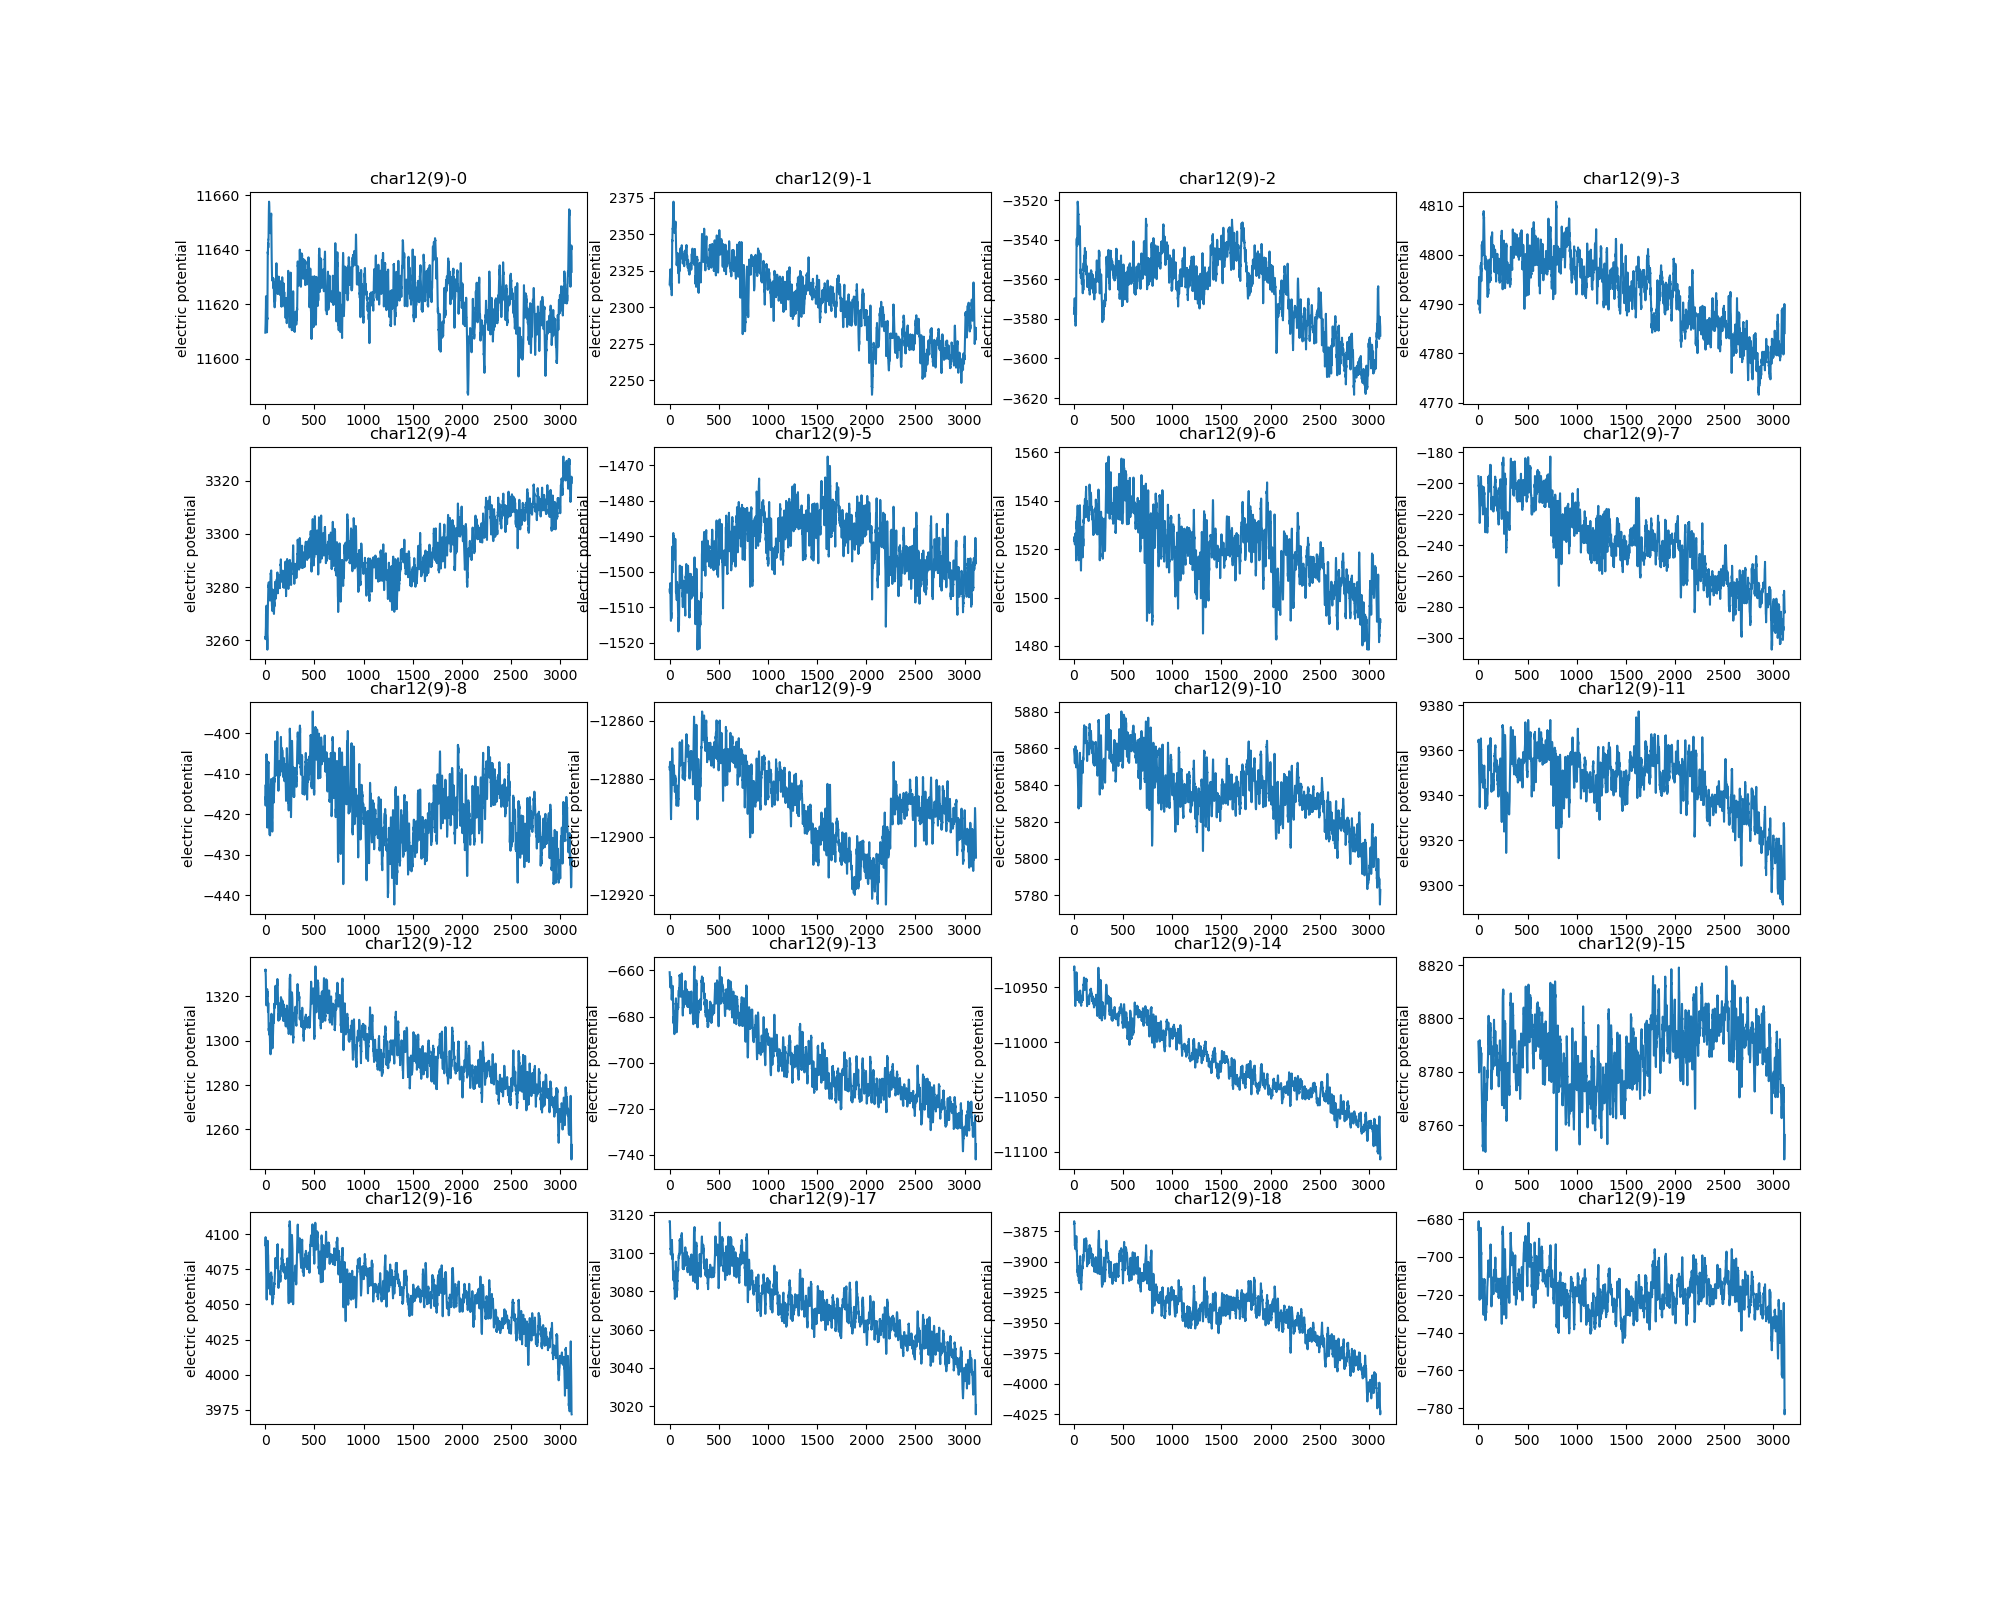 char12(9)-0 char12(9)-1 char12(9)-2 char12(9)-3
electric potential electric potential electric potential electric potential
11660 11640 11620 11600
2375 2350 2325 2300 2275 2250
−3520 −3540 −3560 −3580 −3600 −3620
4810 4800 4790 4780 4770
0 500 1000 1500 2000 2500 3000 0 500 1000 1500 2000 2500 3000 0 500 1000 1500 2000 2500 3000 0 500 1000 1500 2000 2500 3000
char12(9)-4 char12(9)-5 char12(9)-6 char12(9)-7
electric potential electric potential electric potential electric potential
3320 3300 3280 3260
−1470 −1480 −1490 −1500 −1510 −1520
1560 1540 1520 1500 1480
−180 −200 −220 −240 −260 −280 −300
0 500 1000 1500 2000 2500 3000 0 500 1000 1500 2000 2500 3000 0 500 1000 1500 2000 2500 3000 0 500 1000 1500 2000 2500 3000
char12(9)-8 char12(9)-9 char12(9)-10 char12(9)-11
electric potential electric potential electric potential electric potential
−400 −410 −420 −430 −440
−12860 −12880 −12900 −12920
5880 5860 5840 5820 5800 5780
9380 9360 9340 9320 9300
0 500 1000 1500 2000 2500 3000 0 500 1000 1500 2000 2500 3000 0 500 1000 1500 2000 2500 3000 0 500 1000 1500 2000 2500 3000
char12(9)-12 char12(9)-13 char12(9)-14 char12(9)-15
electric potential electric potential electric potential electric potential
1320 1300 1280 1260
−660 −680 −700 −720 −740
−10950 −11000 −11050 −11100
8820 8800 8780 8760
0 500 1000 1500 2000 2500 3000 0 500 1000 1500 2000 2500 3000 0 500 1000 1500 2000 2500 3000 0 500 1000 1500 2000 2500 3000
char12(9)-16 char12(9)-17 char12(9)-18 char12(9)-19
electric potential electric potential electric potential electric potential
4100 4075 4050 4025 4000 3975
3120 3100 3080 3060 3040 3020
−3875 −3900 −3925 −3950 −3975 −4000 −4025
−680 −700 −720 −740 −760 −780
0 500 1000 1500 2000 2500 3000 0 500 1000 1500 2000 2500 3000 0 500 1000 1500 2000 2500 3000 0 500 1000 1500 2000 2500 3000